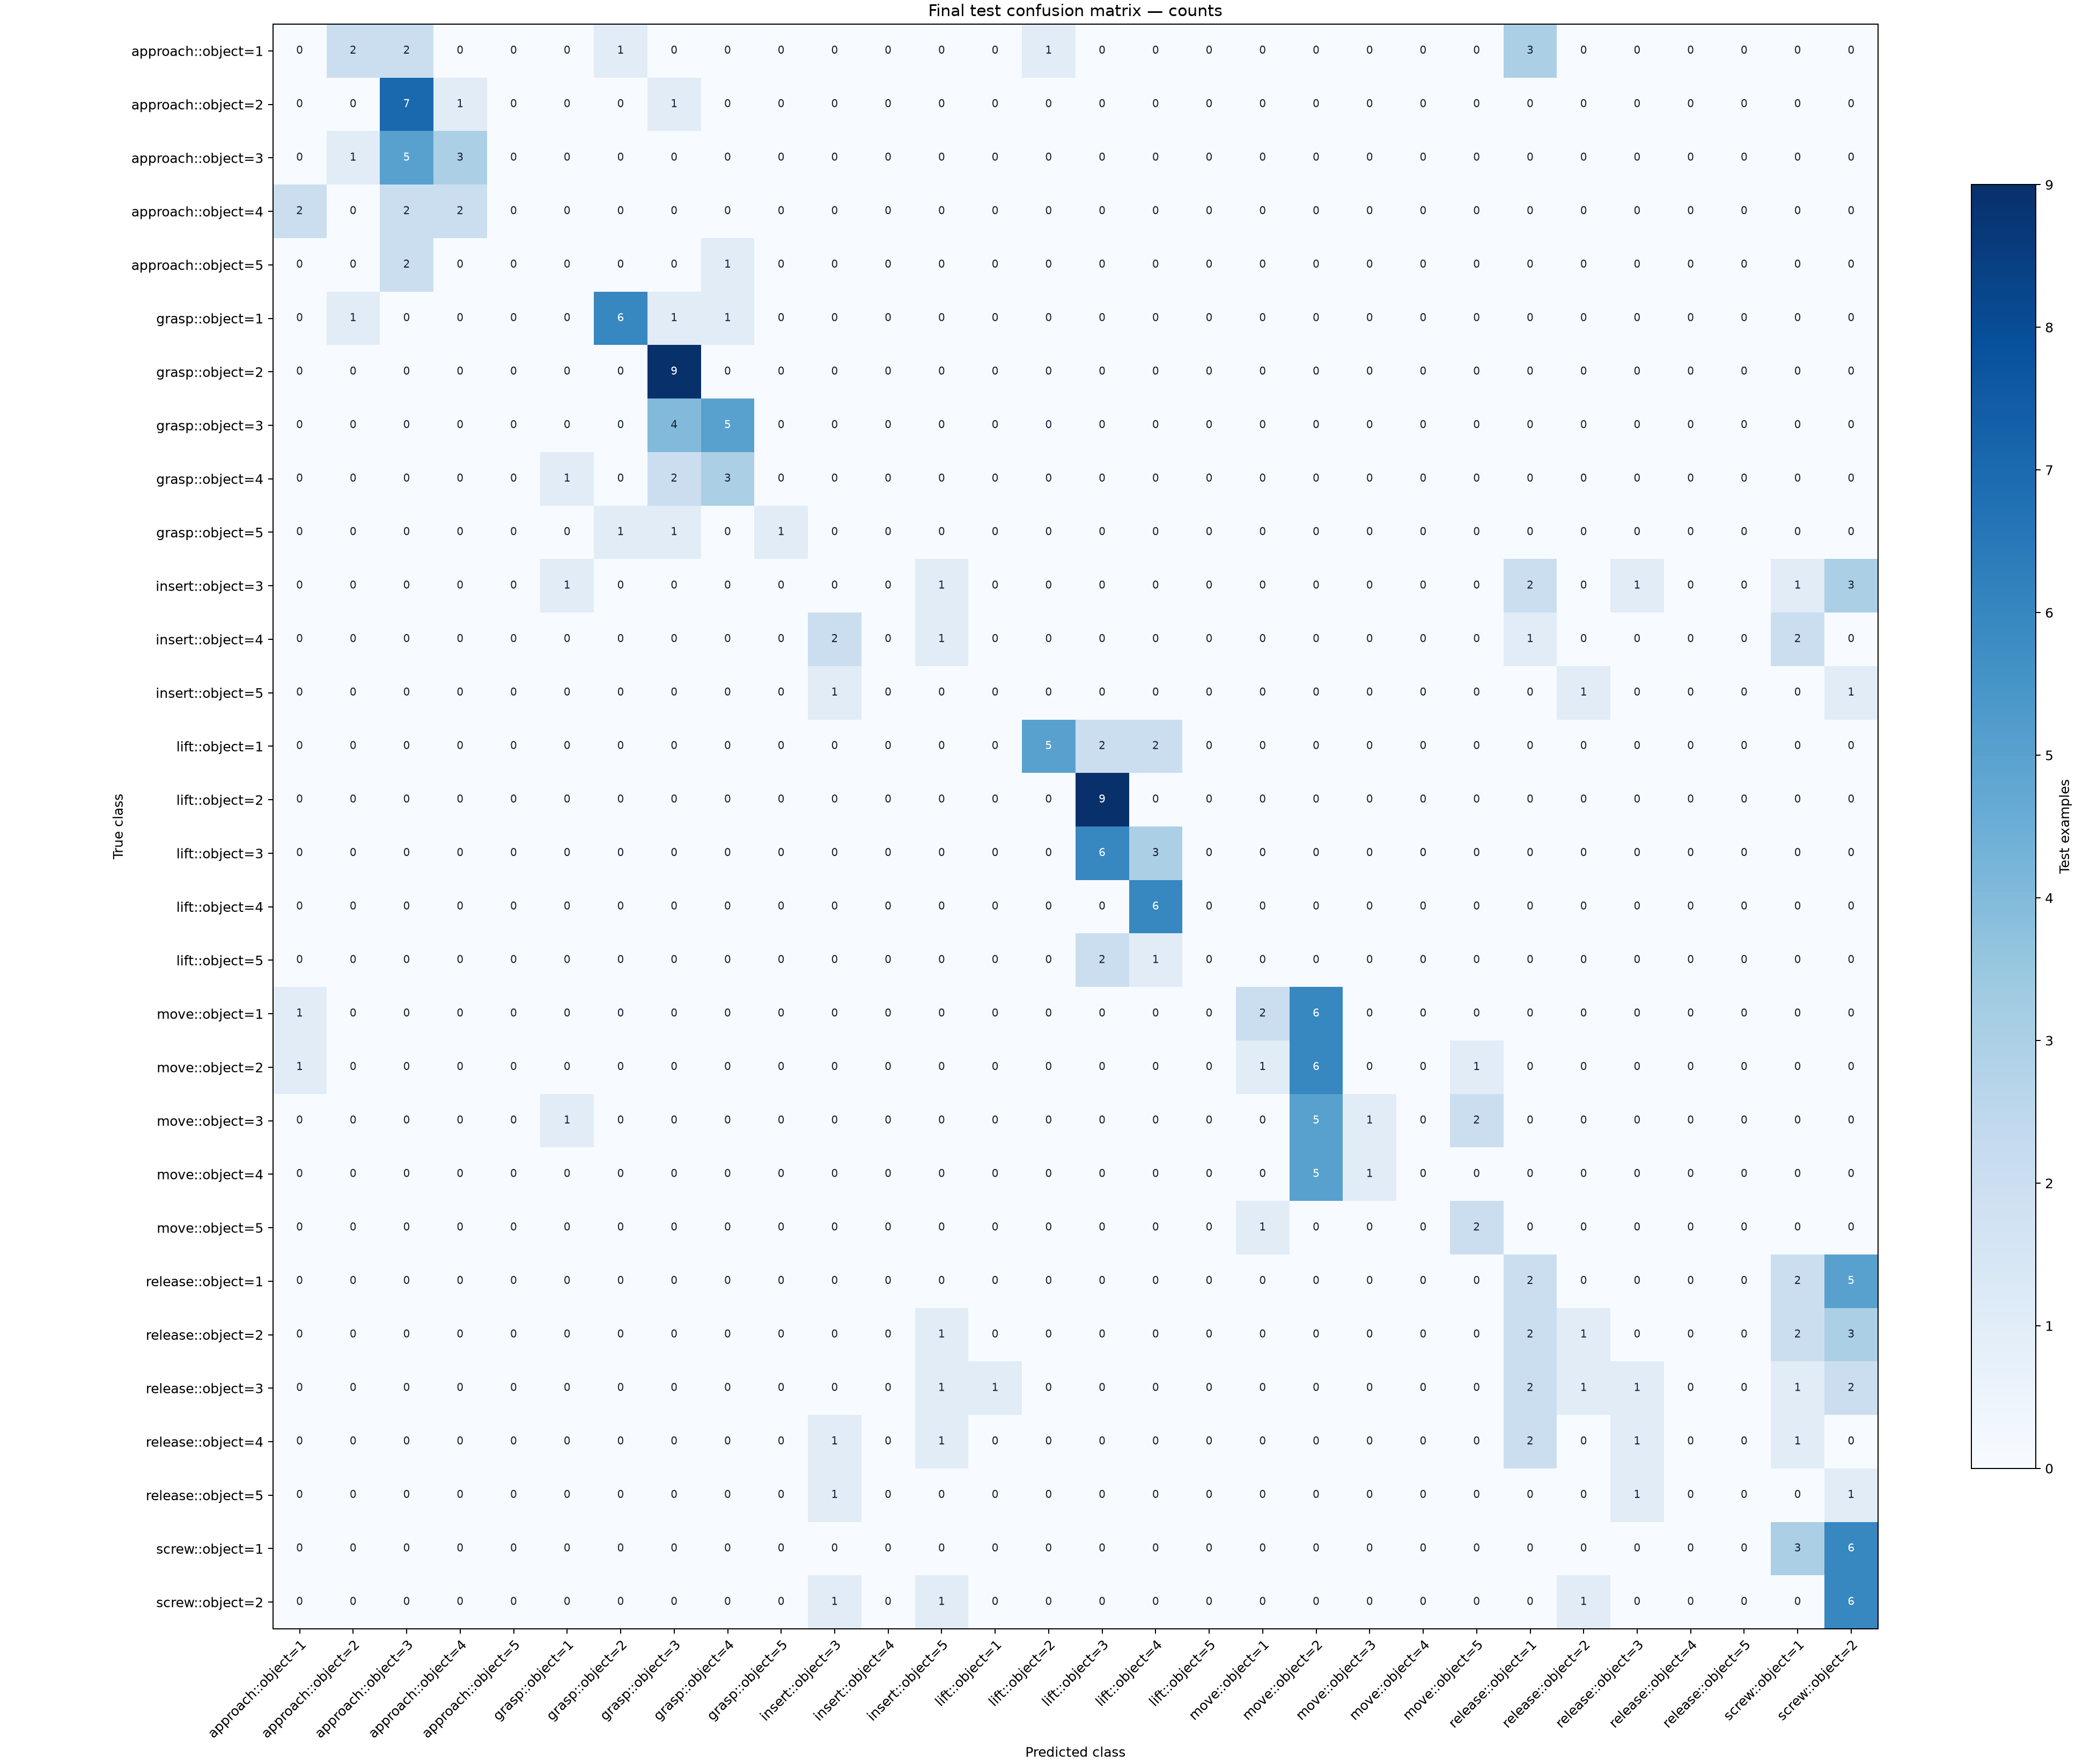 Final test confusion matrix — counts
approach::object=1 0 2 2 0 0 0 1 0 0 0 0 0 0 0 1 0 0 0 0 0 0 0 0 3 0 0 0 0 0 0
approach::object=2 0 0 7 1 0 0 0 1 0 0 0 0 0 0 0 0 0 0 0 0 0 0 0 0 0 0 0 0 0 0
approach::object=3 0 1 5 3 0 0 0 0 0 0 0 0 0 0 0 0 0 0 0 0 0 0 0 0 0 0 0 0 0 0
approach::object=4 2 0 2 2 0 0 0 0 0 0 0 0 0 0 0 0 0 0 0 0 0 0 0 0 0 0 0 0 0 0
approach::object=5 0 0 2 0 0 0 0 0 1 0 0 0 0 0 0 0 0 0 0 0 0 0 0 0 0 0 0 0 0 0
grasp::object=1 0 1 0 0 0 0 6 1 1 0 0 0 0 0 0 0 0 0 0 0 0 0 0 0 0 0 0 0 0 0
grasp::object=2 0 0 0 0 0 0 0 9 0 0 0 0 0 0 0 0 0 0 0 0 0 0 0 0 0 0 0 0 0 0
grasp::object=3 0 0 0 0 0 0 0 4 5 0 0 0 0 0 0 0 0 0 0 0 0 0 0 0 0 0 0 0 0 0
grasp::object=4 0 0 0 0 0 1 0 2 3 0 0 0 0 0 0 0 0 0 0 0 0 0 0 0 0 0 0 0 0 0
grasp::object=5 0 0 0 0 0 0 1 1 0 1 0 0 0 0 0 0 0 0 0 0 0 0 0 0 0 0 0 0 0 0
insert::object=3 0 0 0 0 0 1 0 0 0 0 0 0 1 0 0 0 0 0 0 0 0 0 0 2 0 1 0 0 1 3
insert::object=4 0 0 0 0 0 0 0 0 0 0 2 0 1 0 0 0 0 0 0 0 0 0 0 1 0 0 0 0 2 0
insert::object=5 0 0 0 0 0 0 0 0 0 0 1 0 0 0 0 0 0 0 0 0 0 0 0 0 1 0 0 0 0 1
lift::object=1 0 0 0 0 0 0 0 0 0 0 0 0 0 0 5 2 2 0 0 0 0 0 0 0 0 0 0 0 0 0
lift::object=2 0 0 0 0 0 0 0 0 0 0 0 0 0 0 0 9 0 0 0 0 0 0 0 0 0 0 0 0 0 0
lift::object=3 0 0 0 0 0 0 0 0 0 0 0 0 0 0 0 6 3 0 0 0 0 0 0 0 0 0 0 0 0 0
lift::object=4 0 0 0 0 0 0 0 0 0 0 0 0 0 0 0 0 6 0 0 0 0 0 0 0 0 0 0 0 0 0
lift::object=5 0 0 0 0 0 0 0 0 0 0 0 0 0 0 0 2 1 0 0 0 0 0 0 0 0 0 0 0 0 0
move::object=1 1 0 0 0 0 0 0 0 0 0 0 0 0 0 0 0 0 0 2 6 0 0 0 0 0 0 0 0 0 0
move::object=2 1 0 0 0 0 0 0 0 0 0 0 0 0 0 0 0 0 0 1 6 0 0 1 0 0 0 0 0 0 0
move::object=3 0 0 0 0 0 1 0 0 0 0 0 0 0 0 0 0 0 0 0 5 1 0 2 0 0 0 0 0 0 0
move::object=4 0 0 0 0 0 0 0 0 0 0 0 0 0 0 0 0 0 0 0 5 1 0 0 0 0 0 0 0 0 0
move::object=5 0 0 0 0 0 0 0 0 0 0 0 0 0 0 0 0 0 0 1 0 0 0 2 0 0 0 0 0 0 0
release::object=1 0 0 0 0 0 0 0 0 0 0 0 0 0 0 0 0 0 0 0 0 0 0 0 2 0 0 0 0 2 5
release::object=2 0 0 0 0 0 0 0 0 0 0 0 0 1 0 0 0 0 0 0 0 0 0 0 2 1 0 0 0 2 3
release::object=3 0 0 0 0 0 0 0 0 0 0 0 0 1 1 0 0 0 0 0 0 0 0 0 2 1 1 0 0 1 2
release::object=4 0 0 0 0 0 0 0 0 0 0 1 0 1 0 0 0 0 0 0 0 0 0 0 2 0 1 0 0 1 0
release::object=5 0 0 0 0 0 0 0 0 0 0 1 0 0 0 0 0 0 0 0 0 0 0 0 0 0 1 0 0 0 1
screw::object=1 0 0 0 0 0 0 0 0 0 0 0 0 0 0 0 0 0 0 0 0 0 0 0 0 0 0 0 0 3 6
screw::object=2 0 0 0 0 0 0 0 0 0 0 1 0 1 0 0 0 0 0 0 0 0 0 0 0 1 0 0 0 0 6
True class
approach::object=1
approach::object=2
approach::object=3
approach::object=4
approach::object=5
grasp::object=1
grasp::object=2
grasp::object=3
grasp::object=4
grasp::object=5
insert::object=3
insert::object=4
insert::object=5
lift::object=1
lift::object=2
lift::object=3
lift::object=4
lift::object=5
move::object=1
move::object=2
move::object=3
move::object=4
move::object=5
release::object=1
release::object=2
release::object=3
release::object=4
release::object=5
screw::object=1
screw::object=2
Predicted class
9
8
7
6
5
4
3
2
1
0
Test examples